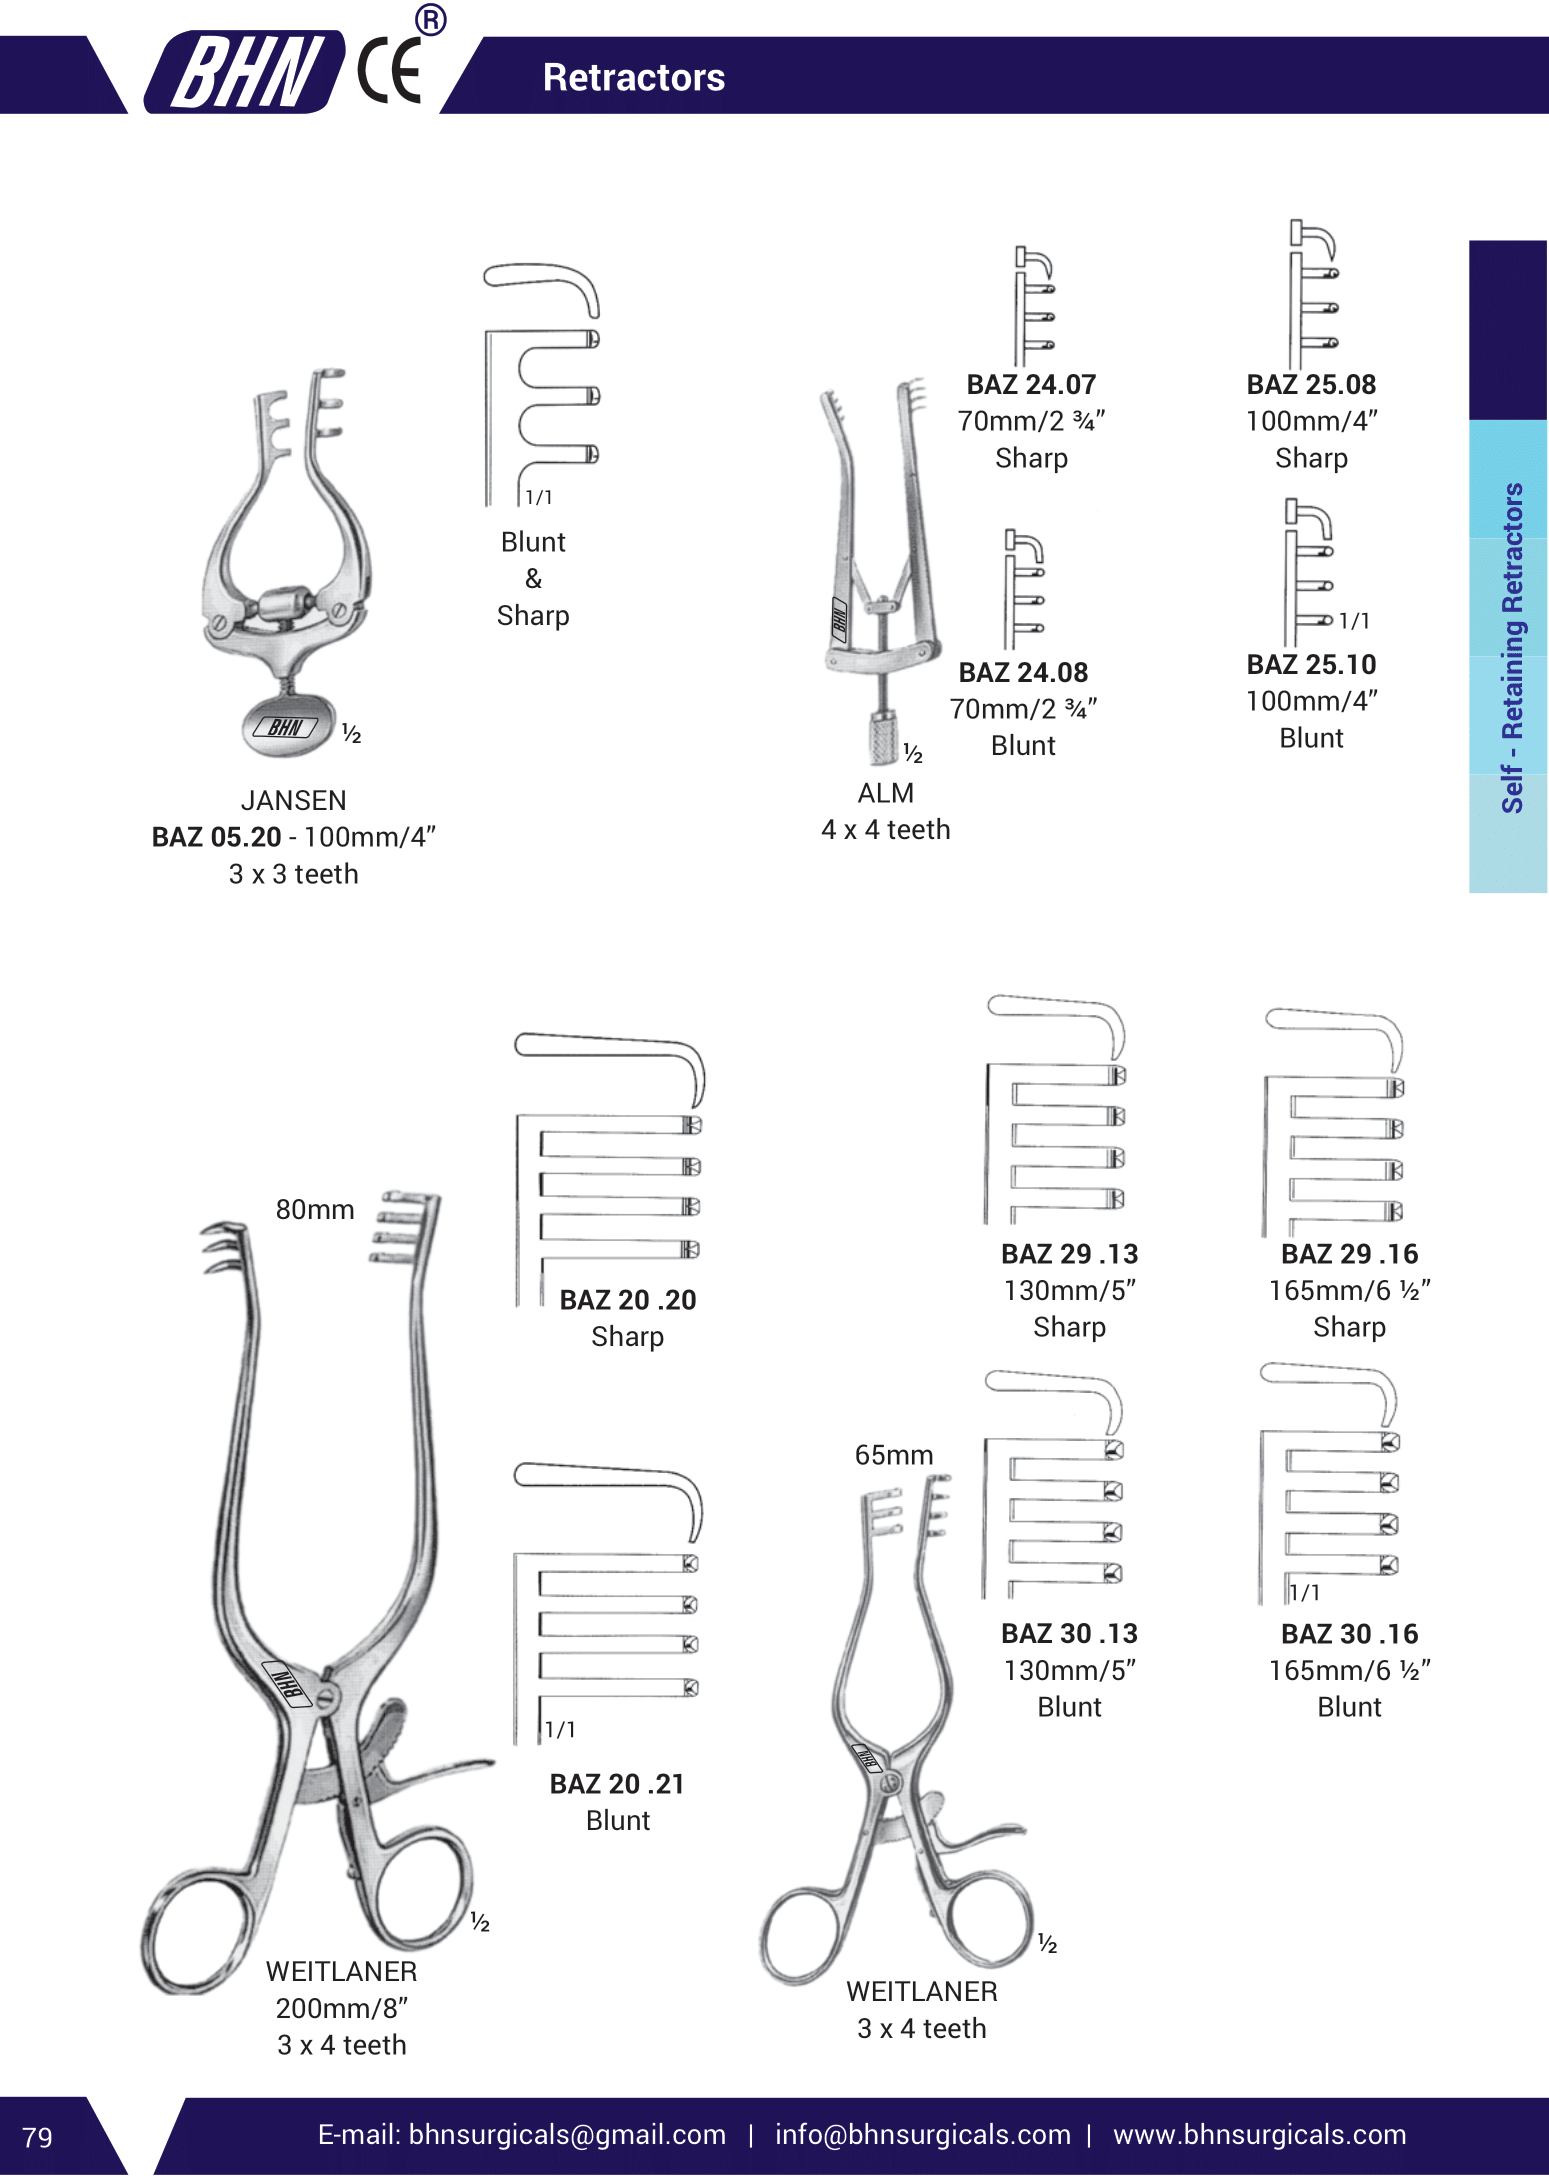 BHN CE ®
Retractors
1/1
Blunt
&
Sharp
BHN
½
JANSEN
BAZ 05.20 - 100mm/4”
3 x 3 teeth
BAZ 24.07
70mm/2 ¾”
Sharp
BAZ 25.08
100mm/4”
Sharp
BHN
BAZ 24.08
70mm/2 ¾”
Blunt
1/1
BAZ 25.10
100mm/4”
Blunt
½
ALM
4 x 4 teeth
Self - Retaining Retractors
80mm
BAZ 20 .20
Sharp
1/1
BAZ 20 .21
Blunt
BHN
½
WEITLANER
200mm/8”
3 x 4 teeth
BAZ 29 .13
130mm/5”
Sharp
BAZ 29 .16
165mm/6 ½”
Sharp
65mm
BAZ 30 .13
130mm/5”
Blunt
1/1
BAZ 30 .16
165mm/6 ½”
Blunt
BHN
½
WEITLANER
3 x 4 teeth
79
E-mail: bhnsurgicals@gmail.com | info@bhnsurgicals.com | www.bhnsurgicals.com